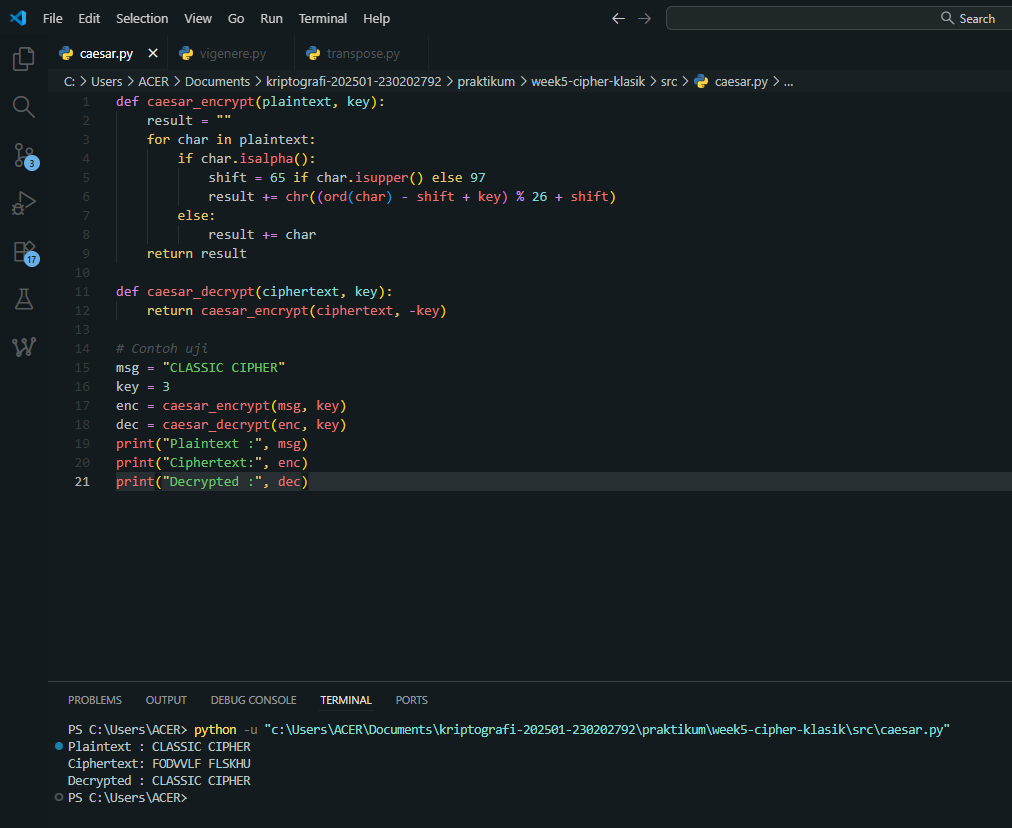 File Edit Selection View Go Run Terminal Help Search
caesar.py vigenere.py transpose.py
C: > Users > ACER > Documents > kriptografi-202501-230202792 > praktikum > week5-cipher-klasik > src > caesar.py > ...
1 def caesar_encrypt(plaintext, key):
2 result = ""
3 for char in plaintext:
4 if char.isalpha():
5 shift = 65 if char.isupper() else 97
6 result += chr((ord(char) - shift + key) % 26 + shift)
7 else:
8 result += char
9 return result
10
11 def caesar_decrypt(ciphertext, key):
12 return caesar_encrypt(ciphertext, -key)
13
14 # Contoh uji
15 msg = "CLASSIC CIPHER"
16 key = 3
17 enc = caesar_encrypt(msg, key)
18 dec = caesar_decrypt(enc, key)
19 print("Plaintext :", msg)
20 print("Ciphertext:", enc)
21 print("Decrypted :", dec)
3
17
PROBLEMS OUTPUT DEBUG CONSOLE TERMINAL PORTS
PS C:\Users\ACER> python -u "c:\Users\ACER\Documents\kriptografi-202501-230202792\praktikum\week5-cipher-klasik\src\caesar.py"
Plaintext : CLASSIC CIPHER
Ciphertext: FODVVLF FLSKHU
Decrypted : CLASSIC CIPHER
PS C:\Users\ACER>